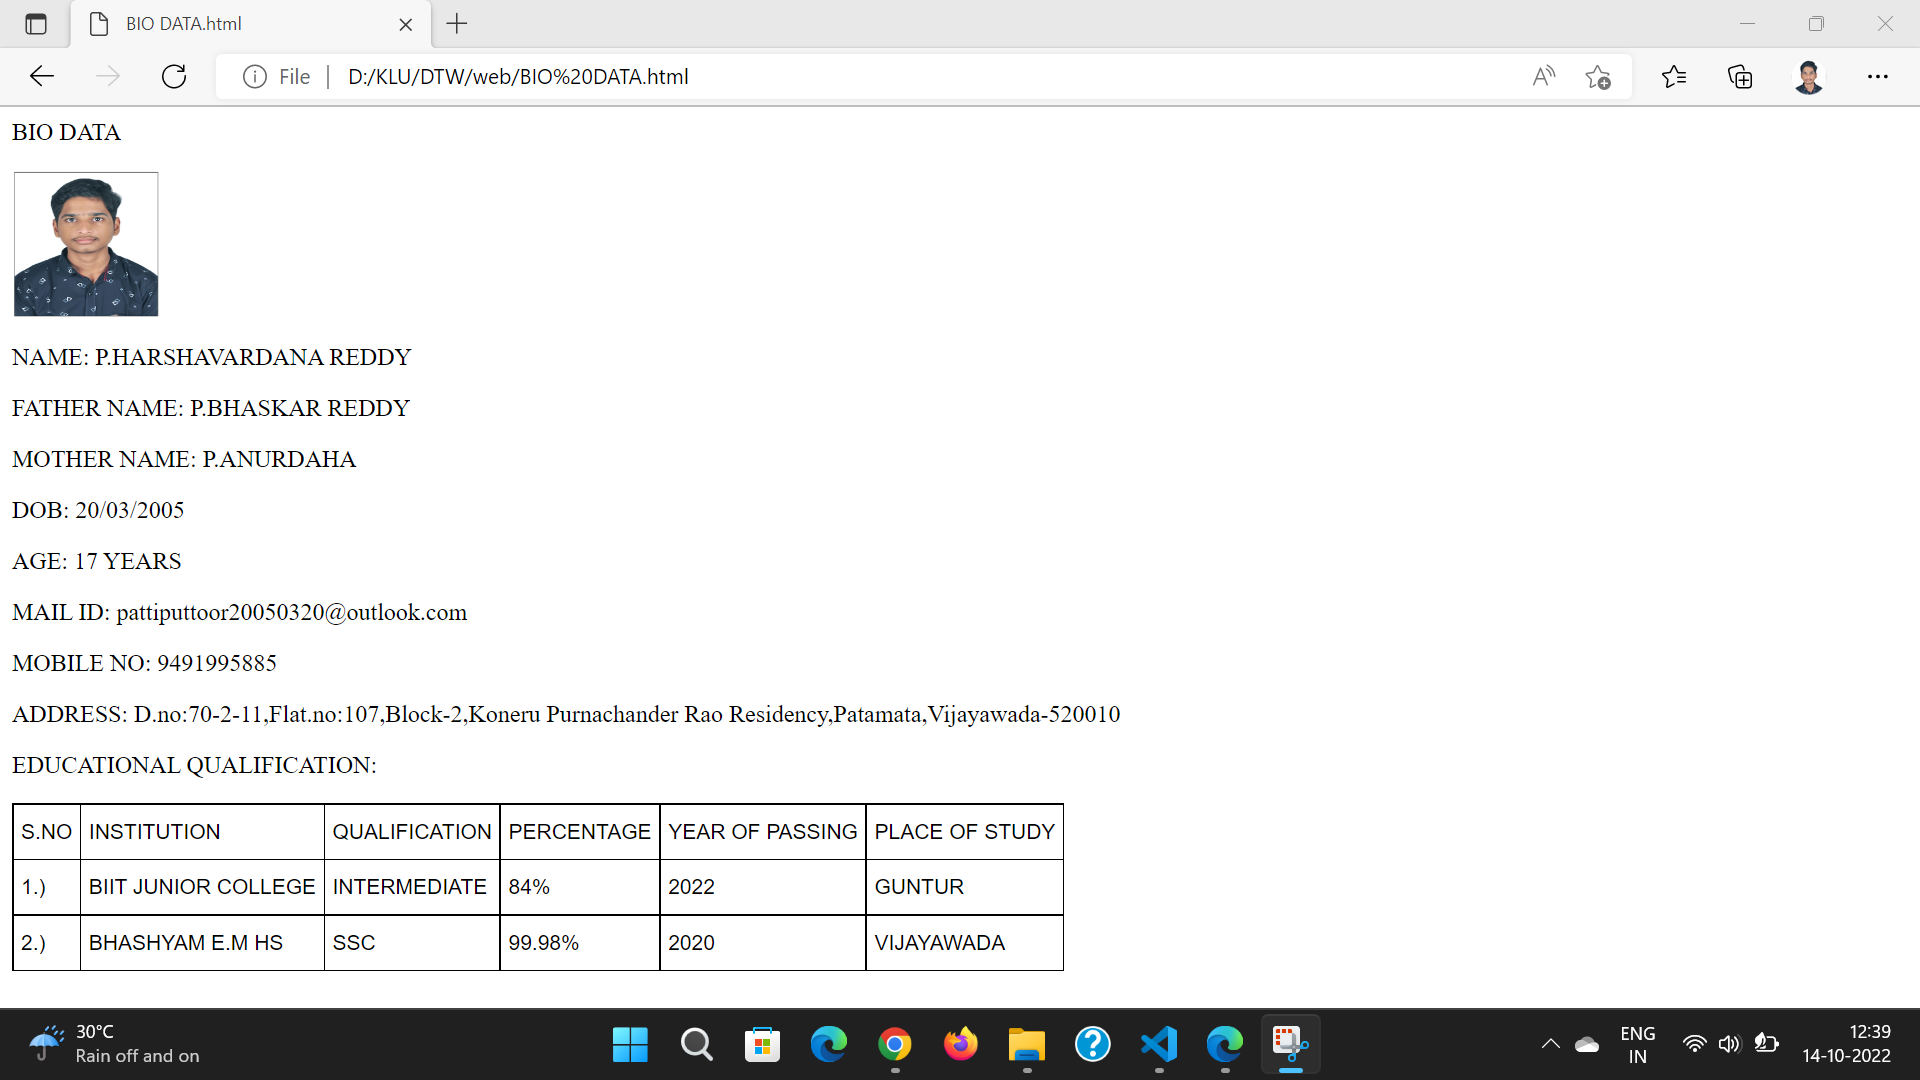 BIO DATA.html
File
D:/KLU/DTW/web/BIO%20DATA.html
BIO DATA
NAME: P.HARSHAVARDANA REDDY
FATHER NAME: P.BHASKAR REDDY
MOTHER NAME: P.ANURDAHA
DOB: 20/03/2005
AGE: 17 YEARS
MAIL ID: pattiputtoor20050320@outlook.com
MOBILE NO: 9491995885
ADDRESS: D.no:70-2-11,Flat.no:107,Block-2,Koneru Purnachander Rao Residency,Patamata,Vijayawada-520010
EDUCATIONAL QUALIFICATION:
S.NO INSTITUTION QUALIFICATION PERCENTAGE YEAR OF PASSING PLACE OF STUDY
1.) BIIT JUNIOR COLLEGE INTERMEDIATE 84% 2022 GUNTUR
2.) BHASHYAM E.M HS SSC 99.98% 2020 VIJAYAWADA
30°C
Rain off and on
ENG
IN
12:39
14-10-2022